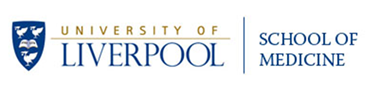 UNIVERSITY OF
LIVERPOOL
SCHOOL OF
MEDICINE